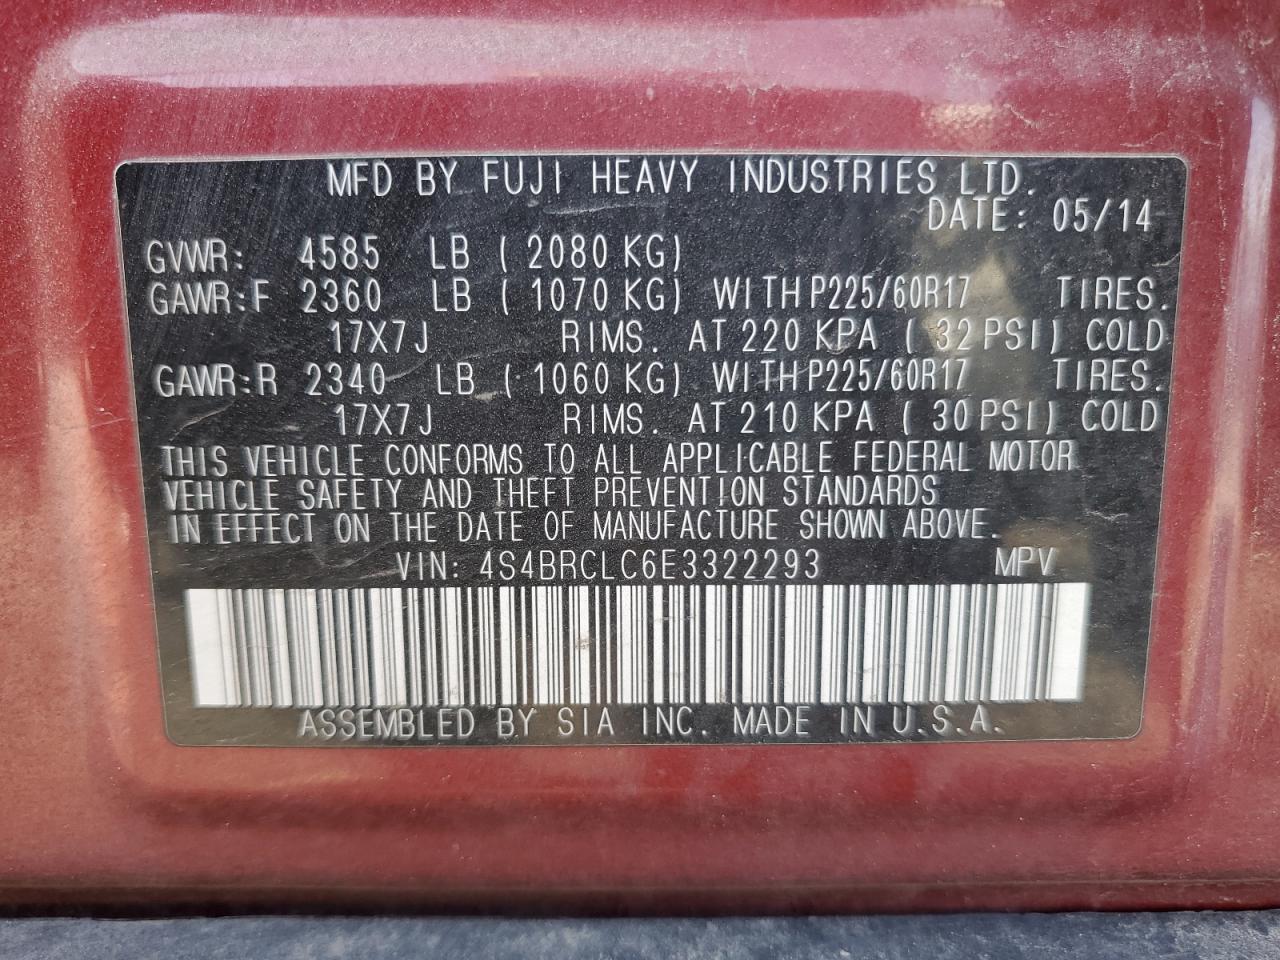 MFD BY FUJI HEAVY INDUSTRIES LTD.
DATE: 05/14
GVWR: 4585 LB ( 2080 KG)
GAWR:F 2360 LB ( 1070 KG) WITH P225/60R17 TIRES.
17X7J RIMS. AT 220 KPA ( 32 PSI) COLD
GAWR:R 2340 LB ( 1060 KG) WITH P225/60R17 TIRES.
17X7J RIMS. AT 210 KPA ( 30 PSI) COLD
THIS VEHICLE CONFORMS TO ALL APPLICABLE FEDERAL MOTOR
VEHICLE SAFETY AND THEFT PREVENTION STANDARDS
IN EFFECT ON THE DATE OF MANUFACTURE SHOWN ABOVE.
VIN: 4S4BRCLC6E3322293 MPV
ASSEMBLED BY SIA INC. MADE IN U.S.A.